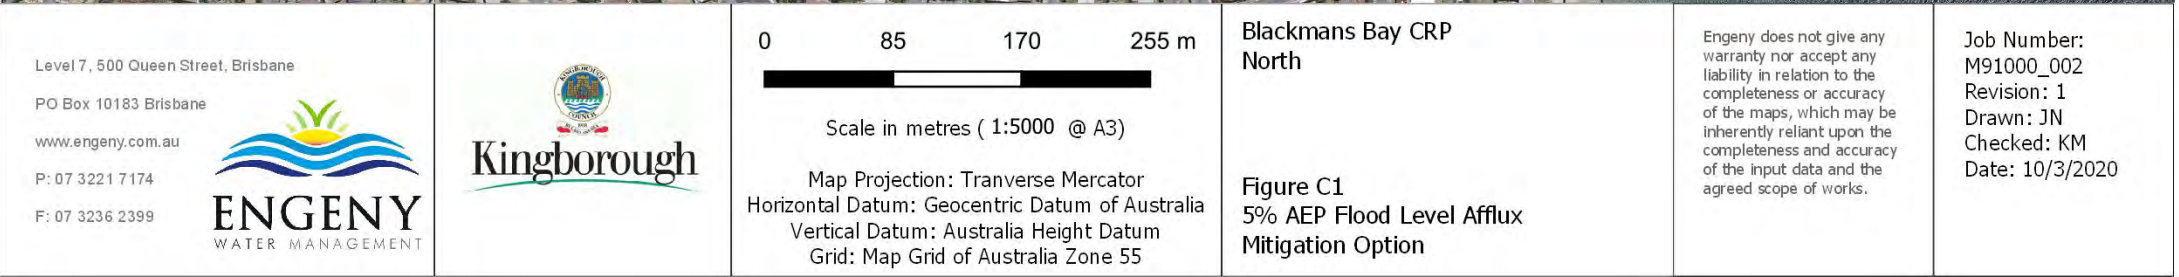 Level 7, 500 Queen Street, Brisbane
PO Box 10183 Brisbane
www.engeny.com.au
P: 07 3221 7174
F: 07 3236 2399
ENGENY
WATER MANAGEMENT
KINGBOROUGH
COUNCIL
Kingborough
0 85 170 255 m
Scale in metres ( 1:5000 @ A3)
Map Projection: Tranverse Mercator
Horizontal Datum: Geocentric Datum of Australia
Vertical Datum: Australia Height Datum
Grid: Map Grid of Australia Zone 55
Blackmans Bay CRP
North
Figure C1
5% AEP Flood Level Afflux
Mitigation Option
Engeny does not give any
warranty nor accept any
liability in relation to the
completeness or accuracy
of the maps, which may be
inherently reliant upon the
completeness and accuracy
of the input data and the
agreed scope of works.
Job Number:
M91000_002
Revision: 1
Drawn: JN
Checked: KM
Date: 10/3/2020